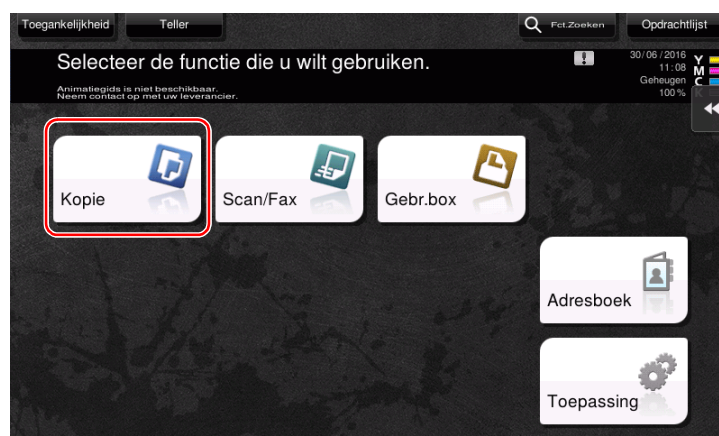 Toegankelijkheid
Teller
Fct.Zoeken
Opdrachtlijst
Selecteer de functie die u wilt gebruiken.
Animatiegids is niet beschikbaar.
Neem contact op met uw leverancier.
30/06/2016
11:08
Geheugen
100 %
Y
M
C
K
Kopie
Scan/Fax
Gebr.box
Adresboek
Toepassing